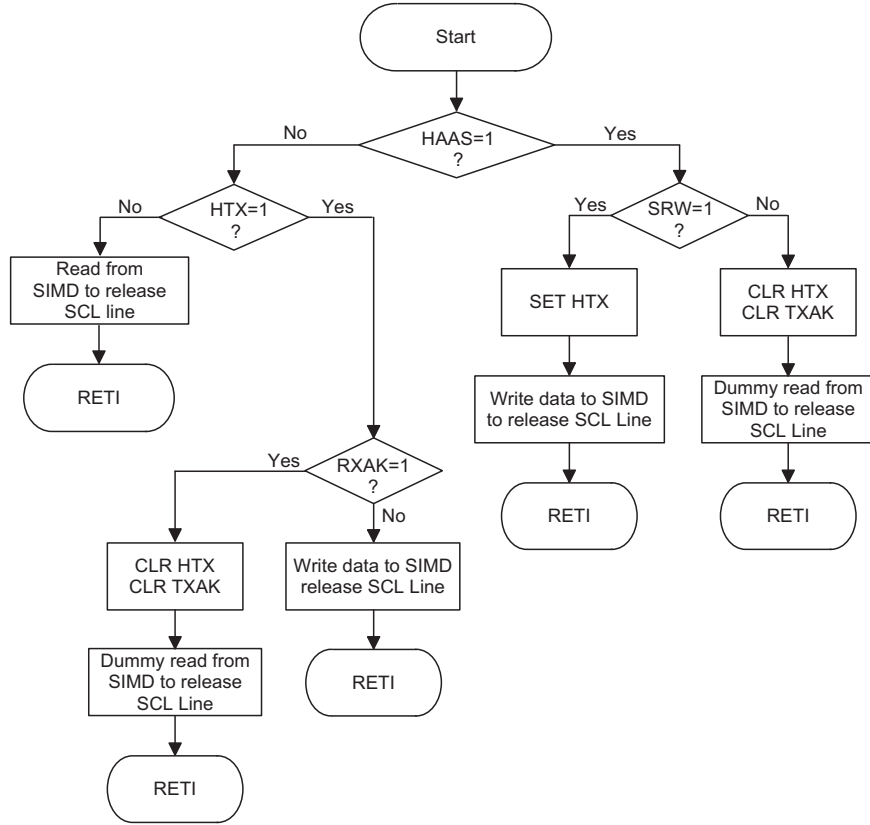 Start
HAAS=1
?
No
Yes
HTX=1
?
No
Yes
SRW=1
?
Yes
No
Read from
SIMD to release
SCL line
SET HTX
CLR HTX
CLR TXAK
RETI
Write data to SIMD
to release SCL Line
Dummy read from
SIMD to release
SCL Line
RXAK=1
?
Yes
No
RETI
RETI
CLR HTX
CLR TXAK
Write data to SIMD
release SCL Line
Dummy read from
SIMD to release
SCL Line
RETI
RETI